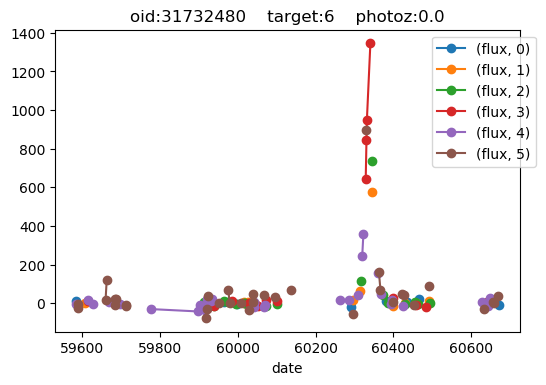 oid:31732480    target:6    photoz:0.0
1400
1200
1000
800
600
400
200
0
(flux, 0)
(flux, 1)
(flux, 2)
(flux, 3)
(flux, 4)
(flux, 5)
59600 59800 60000 60200 60400 60600
date